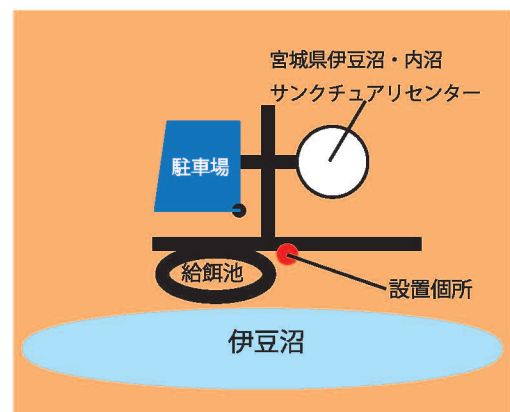 宮城県伊豆沼・内沼
サンクチュアリセンター
駐車場
給餌池
設置個所
伊豆沼